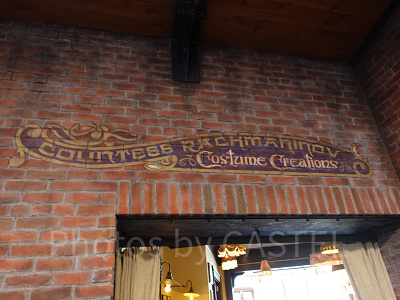 COUNTESS RACHMANINOV
Costume Creations
Photos by CASTEL